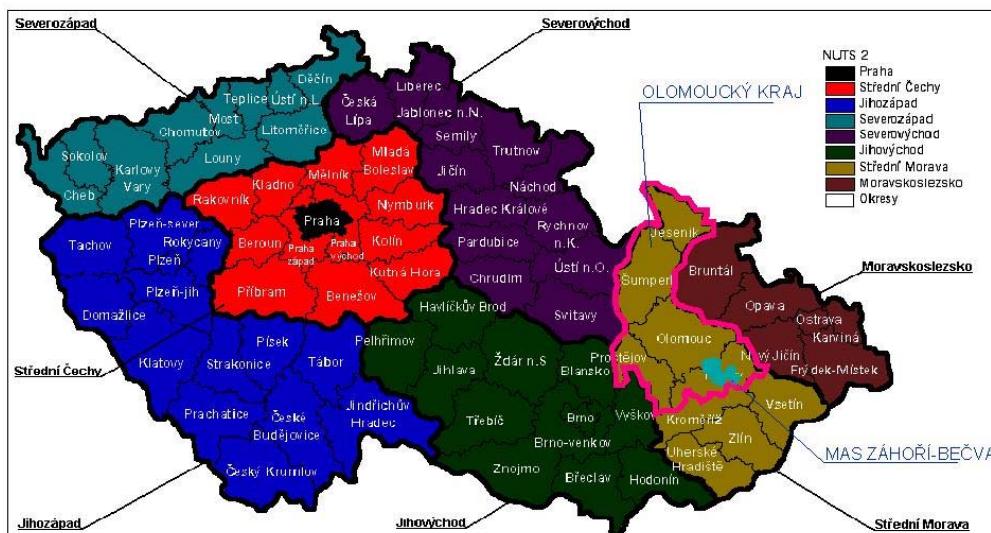 Severozápad
Severovýchod
NUTS 2
Praha
Střední Čechy
Jihozápad
Severozápad
Severovýchod
Jihovýchod
Střední Morava
Moravskoslezsko
Okresy
OLOMOUCKÝ KRAJ
Děčín
Teplice
Ústí n.L.
Most
Chomutov
Litoměřice
Louny
Sokolov
Karlovy
Vary
Cheb
Česká
Lípa
Liberec
Jablonec n.N.
Semily
Trutnov
Jičín
Náchod
Hradec Králové
Rychnov
n.K.
Pardubice
Ústí n.O.
Chrudim
Svitavy
Mladá
Boleslav
Mělník
Kladno
Rakovník
Nymburk
Praha
Beroun
Praha
západ
Praha
východ
Kolín
Kutná Hora
Příbram
Benešov
Tachov
Plzeň-sever
Rokycany
Plzeň
Plzeň-jih
Domažlice
Klatovy
Písek
Strakonice
Tábor
Prachatice
České
Budějovice
Jindřichův
Hradec
Český Krumlov
Havlíčkův Brod
Pelhřimov
Jihlava
Ždár n.S
Blansko
Třebíč
Brno
Vyškov
Brno-venkov
Znojmo
Břeclav
Hodonín
Jeseník
Šumperk
Olomouc
Prostějov
Kroměříž
Vsetín
Zlín
Uherské
Hradiště
Bruntál
Opava
Ostrava
Karviná
Nový Jičín
Frýdek-Místek
Moravskoslezsko
MAS ZÁHOŘÍ-BEČVA
Střední Čechy
Jihozápad
Jihovýchod
Střední Morava